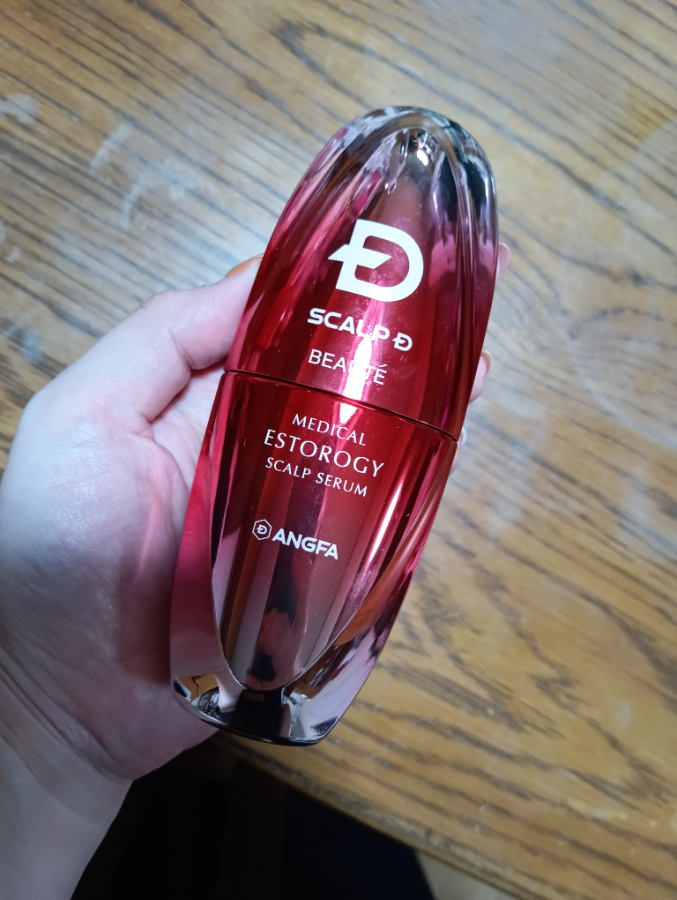 Đ
SCALP Đ
BEAUTÉ
MEDICAL
ESTOROGY
SCALP SERUM
Đ ANGFA